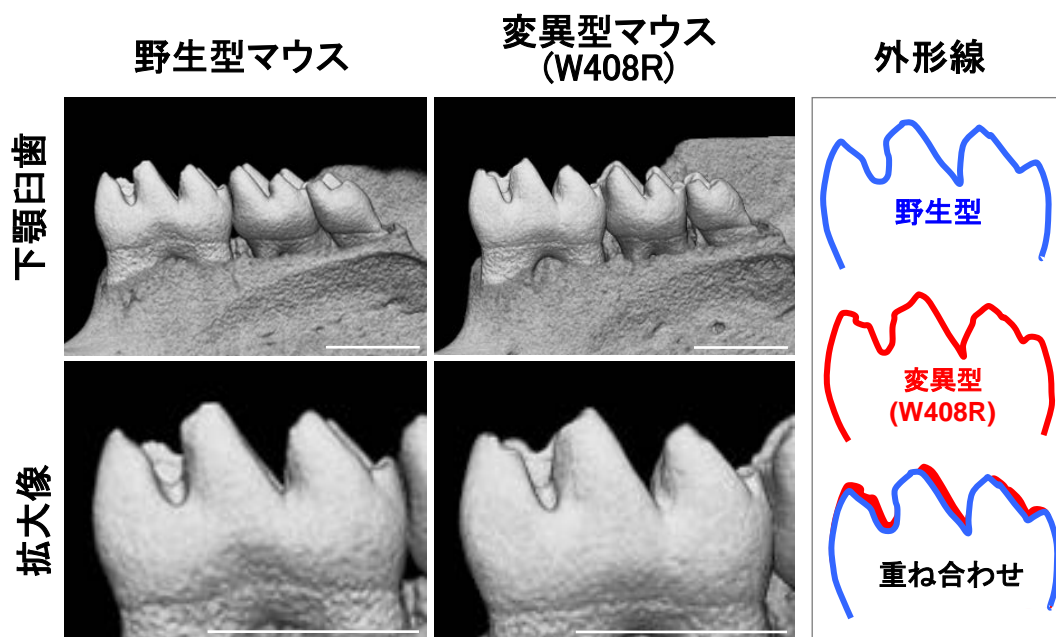 野生型マウス
変異型マウス
(W408R)
外形線
下顎臼歯
拡大像
野生型
変異型
(W408R)
重ね合わせ